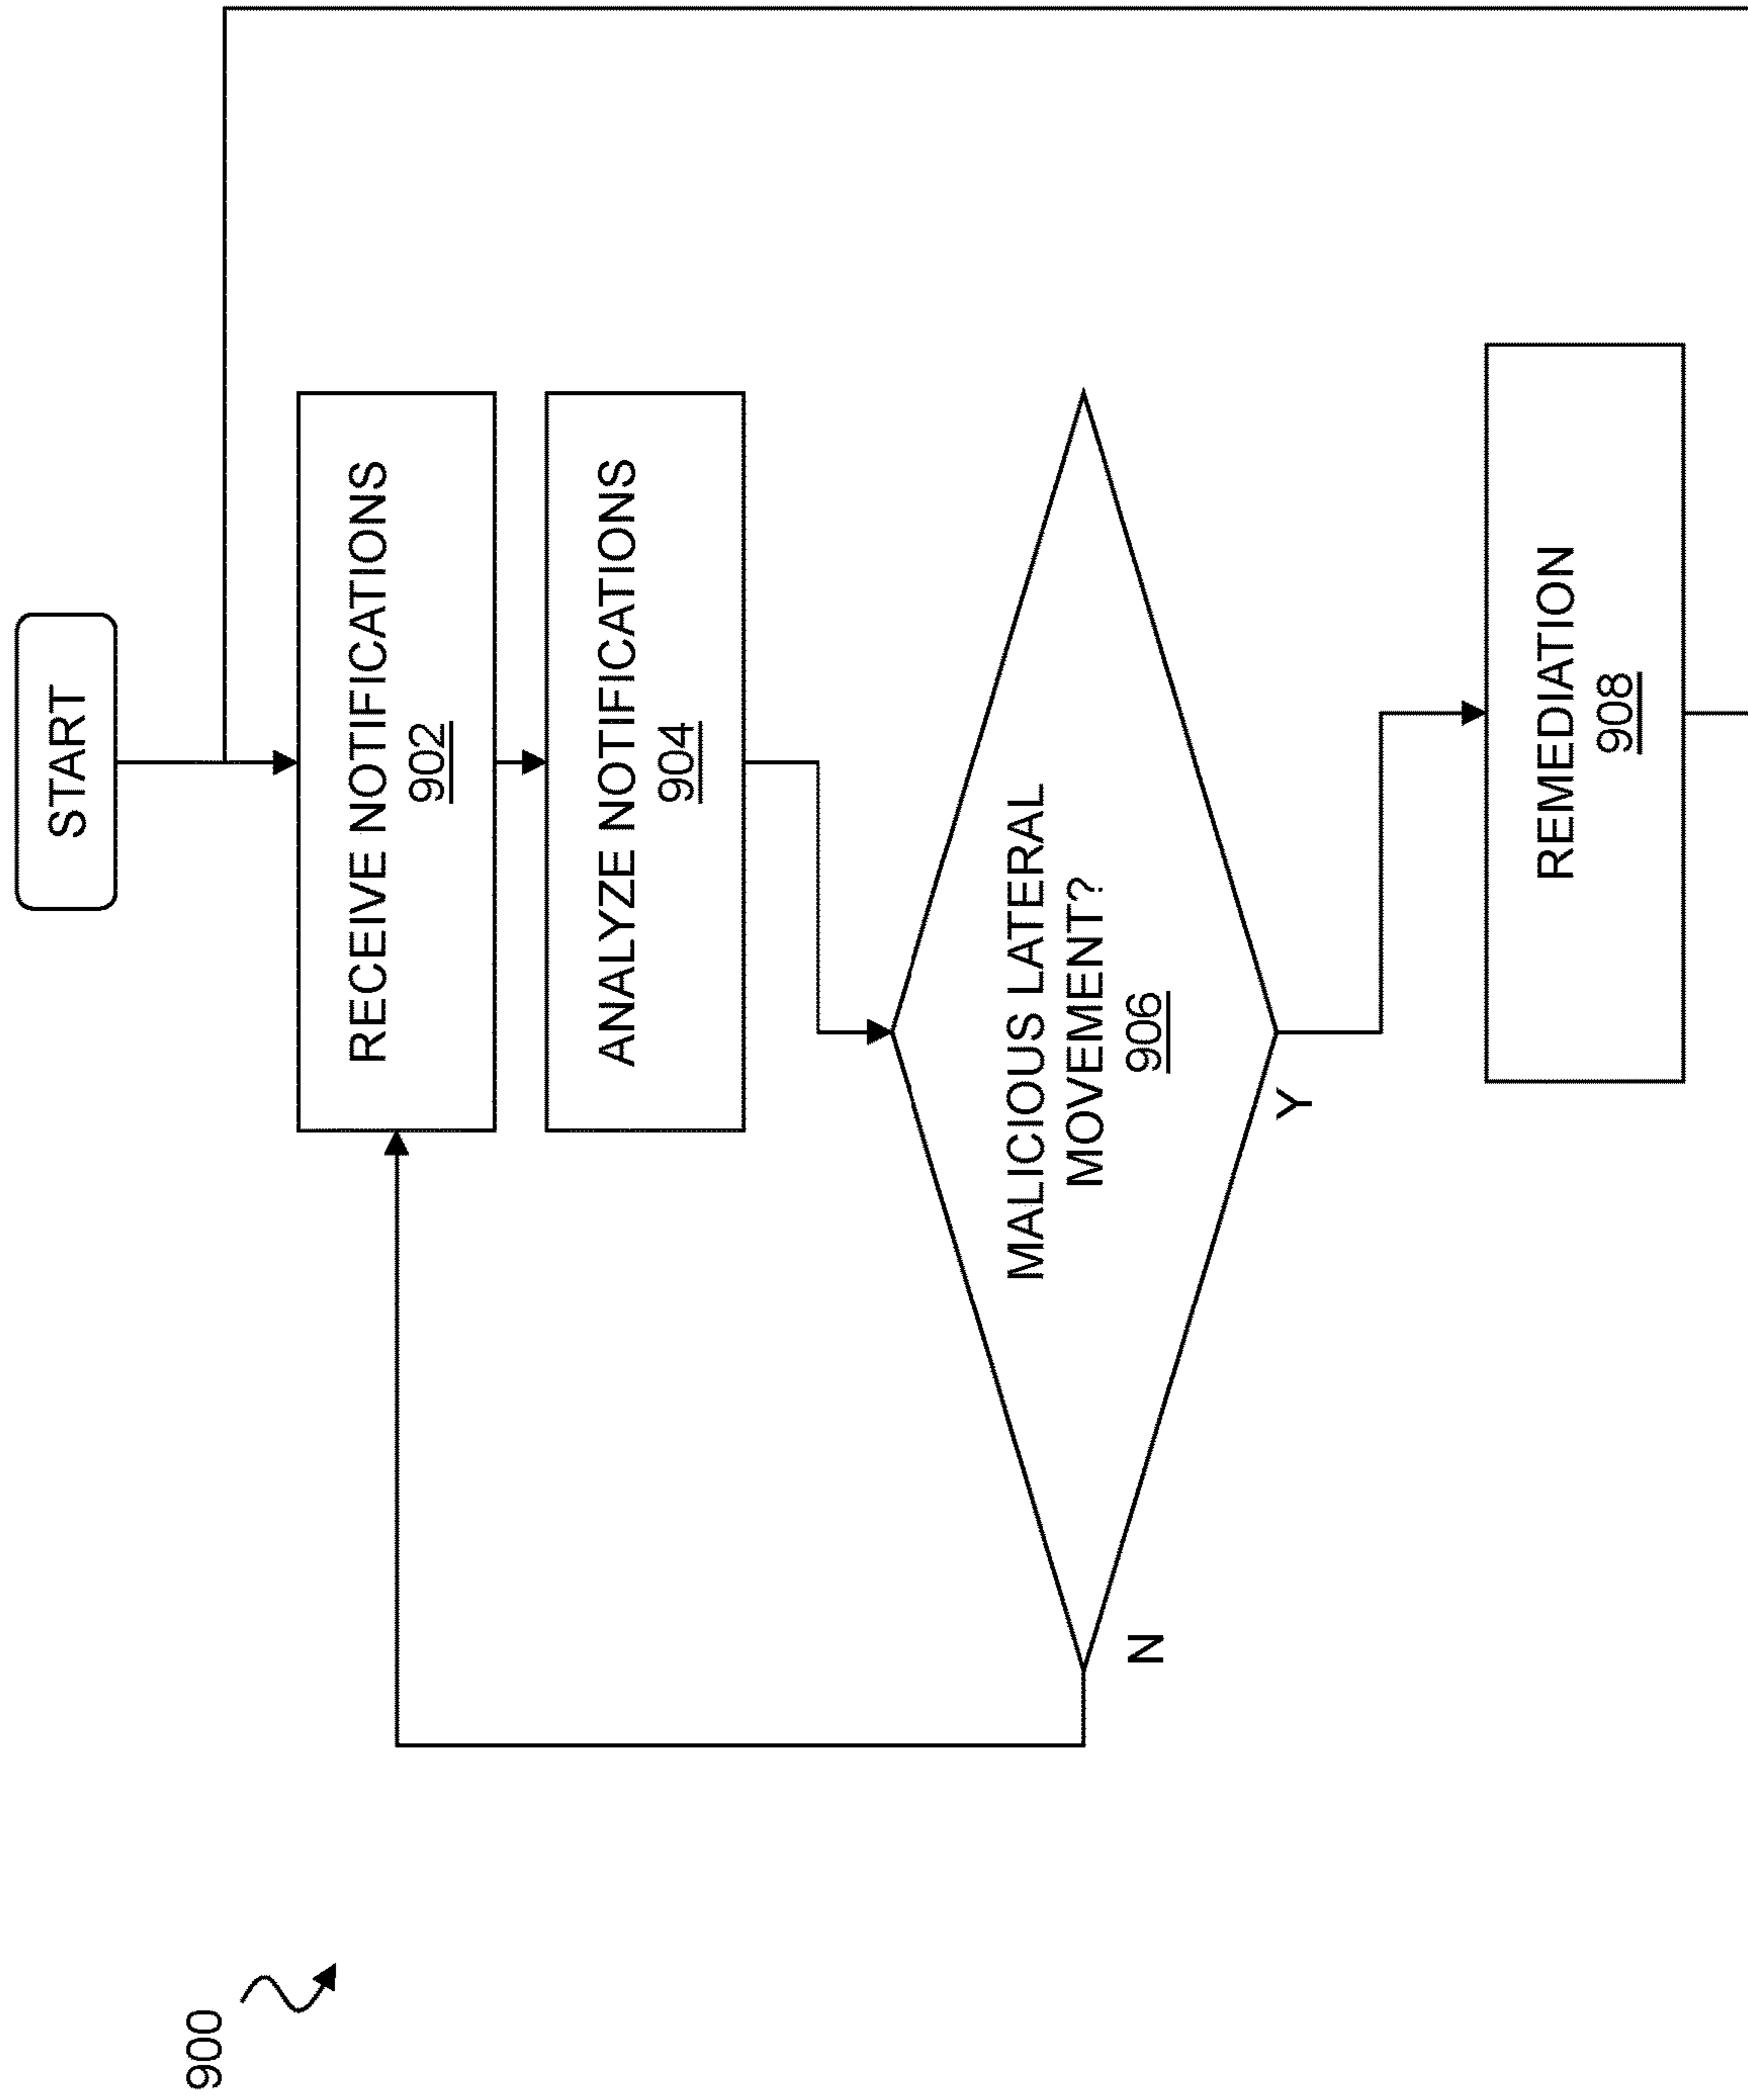 900
START
RECEIVE NOTIFICATIONS
902
ANALYZE NOTIFICATIONS
904
MALICIOUS LATERAL
MOVEMENT?
906
N
Y
REMEDIATION
908